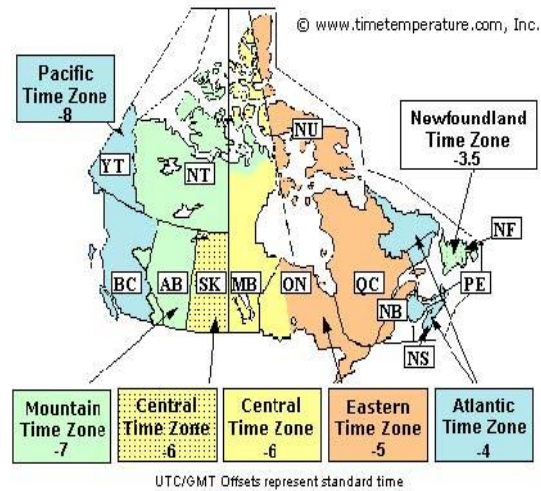 © www.timetemperature.com, Inc.
Pacific
Time Zone
-8
Newfoundland
Time Zone
-3.5
NU
YT
NT
NF
BC
AB
SK
MB
ON
QC
PE
NB
NS
Mountain
Time Zone
-7
Central
Time Zone
-6
Central
Time Zone
-6
Eastern
Time Zone
-5
Atlantic
Time Zone
-4
UTC/GMT Offsets represent standard time